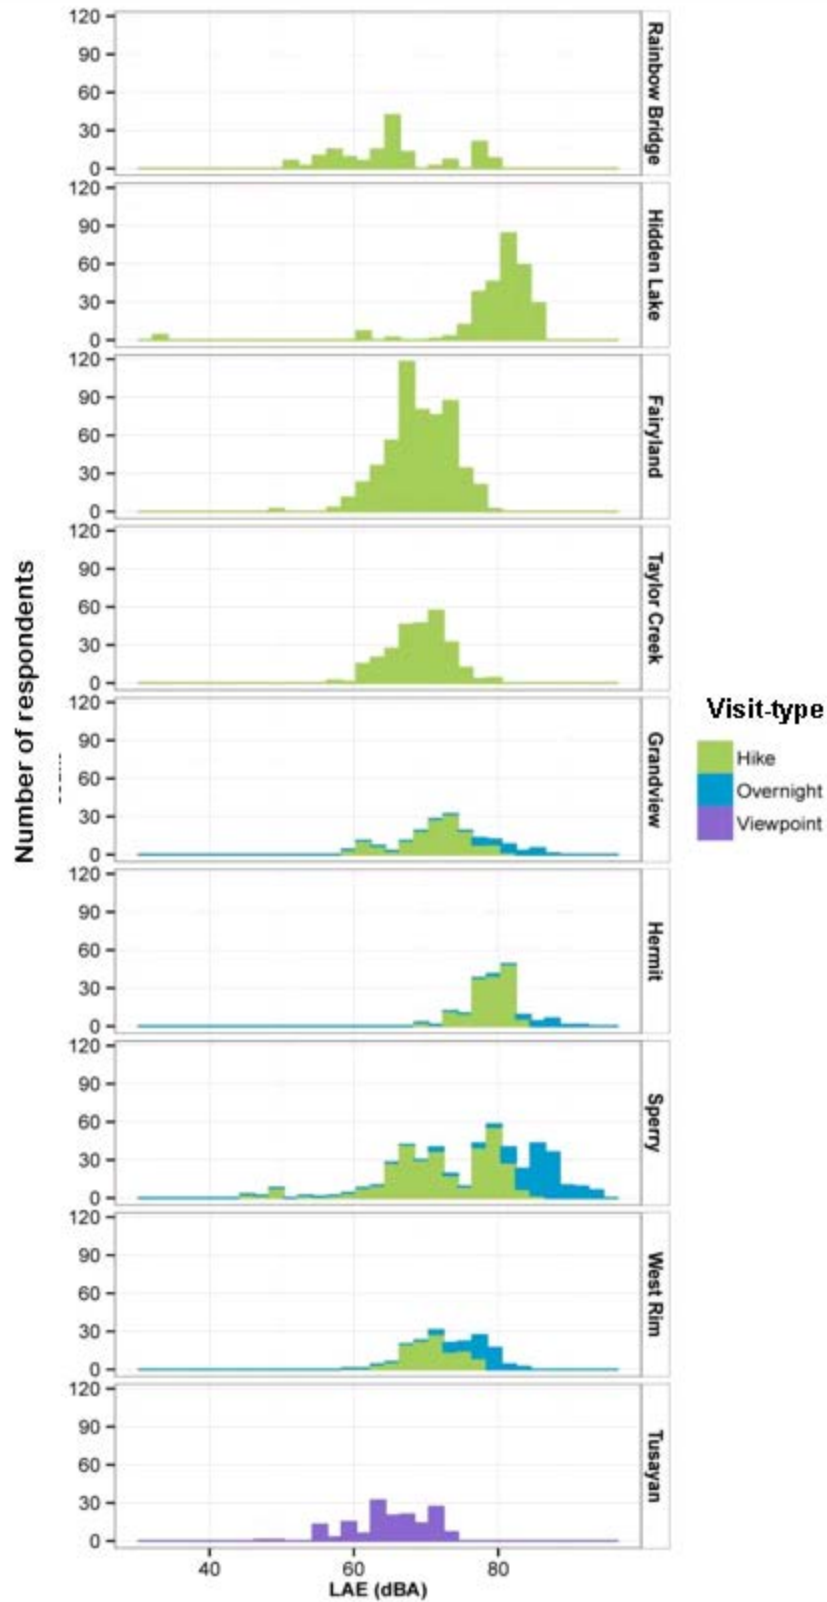 120
90
60
30
0
Rainbow Bridge
120
90
60
30
0
Hidden Lake
120
90
60
30
0
Fairyland
120
90
60
30
0
Taylor Creek
120
90
60
30
0
Grandview
120
90
60
30
0
Hermit
120
90
60
30
0
Sperry
120
90
60
30
0
West Rim
120
90
60
30
0
Tusayan
40 60 80
LAE (dBA)
Number of respondents
Visit-type
Hike
Overnight
Viewpoint